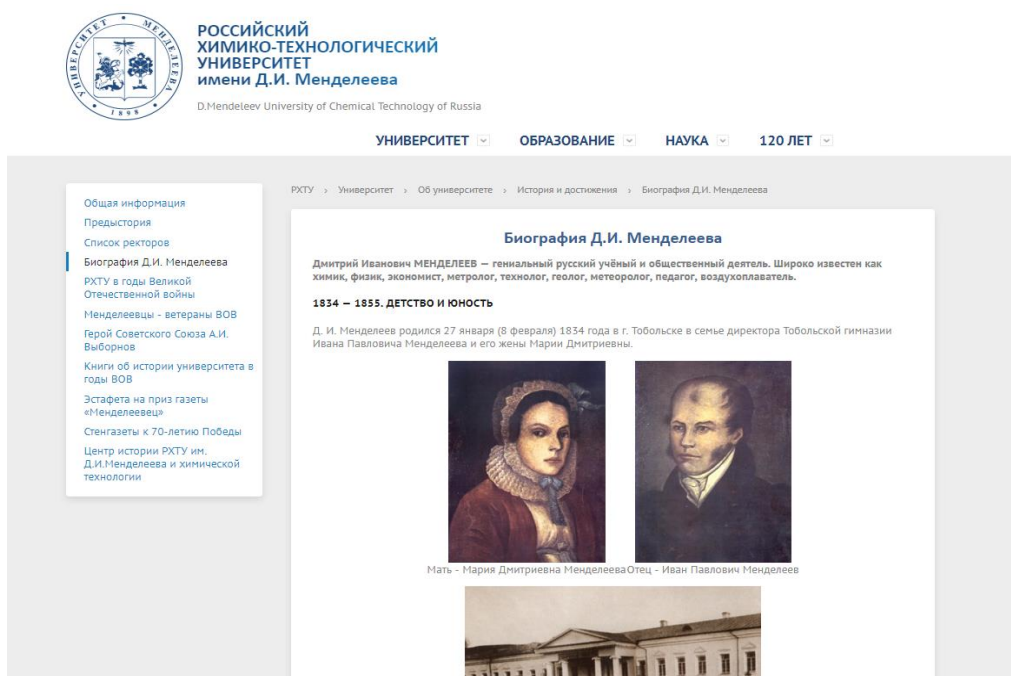 УНИВЕРСИТЕТ МЕНДЕЛЕЕВА
1898
РОССИЙСКИЙ
ХИМИКО-ТЕХНОЛОГИЧЕСКИЙ
УНИВЕРСИТЕТ
имени Д.И. Менделеева
D.Mendeleev University of Chemical Technology of Russia
УНИВЕРСИТЕТ ОБРАЗОВАНИЕ НАУКА 120 ЛЕТ
Общая информация
Предыстория
Список ректоров
Биография Д.И. Менделеева
РХТУ в годы Великой
Отечественной войны
Менделеевцы - ветераны ВОВ
Герой Советского Союза А.И.
Выборнов
Книги об истории университета в
годы ВОВ
Эстафета на приз газеты
«Менделеевец»
Стенгазеты к 70-летию Победы
Центр истории РХТУ им.
Д.И.Менделеева и химической
технологии
РХТУ › Университет › Об университете › История и достижения › Биография Д.И. Менделеева
Биография Д.И. Менделеева
Дмитрий Иванович МЕНДЕЛЕЕВ — гениальный русский учёный и общественный деятель. Широко известен как
химик, физик, экономист, метролог, технолог, геолог, метеоролог, педагог, воздухоплаватель.
1834 — 1855. ДЕТСТВО И ЮНОСТЬ
Д. И. Менделеев родился 27 января (8 февраля) 1834 года в г. Тобольске в семье директора Тобольской гимназии
Ивана Павловича Менделеева и его жены Марии Дмитриевны.
Мать - Мария Дмитриевна МенделееваОтец - Иван Павлович Менделеев